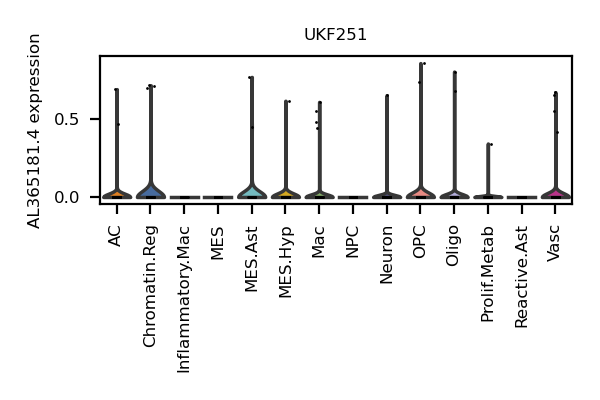 UKF251
AL365181.4 expression
0.5
0.0
AC
Chromatin.Reg
Inflammatory.Mac
MES
MES.Ast
MES.Hyp
Mac
NPC
Neuron
OPC
Oligo
Prolif.Metab
Reactive.Ast
Vasc